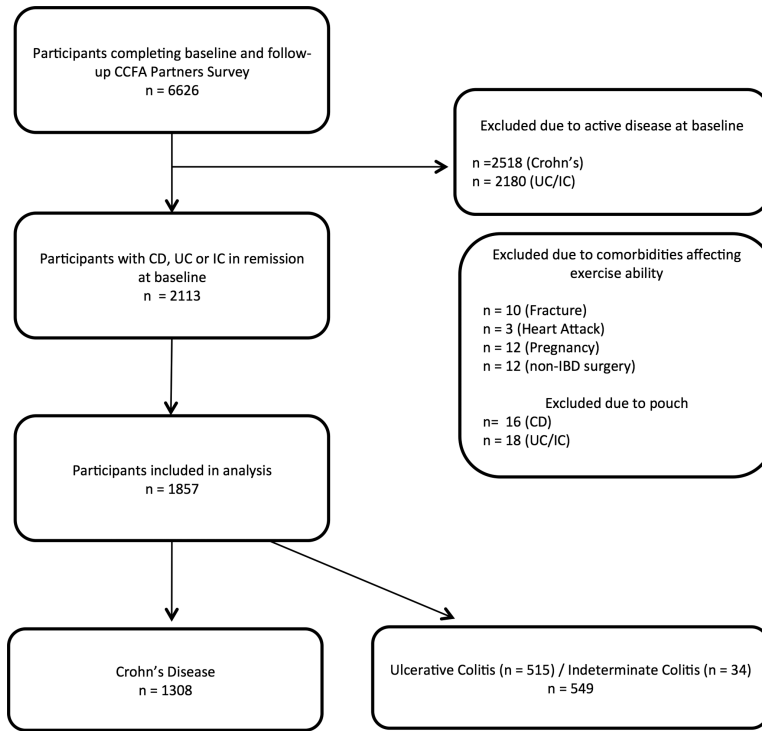 Participants completing baseline and follow-
up CCFA Partners Survey
n = 6626
Excluded due to active disease at baseline
n =2518 (Crohn's)
n = 2180 (UC/IC)
Participants with CD, UC or IC in remission
at baseline
n = 2113
Excluded due to comorbidities affecting
exercise ability
n = 10 (Fracture)
n = 3 (Heart Attack)
n = 12 (Pregnancy)
n = 12 (non-IBD surgery)
Excluded due to pouch
n= 16 (CD)
n = 18 (UC/IC)
Participants included in analysis
n = 1857
Crohn's Disease
n = 1308
Ulcerative Colitis (n = 515) / Indeterminate Colitis (n = 34)
n = 549